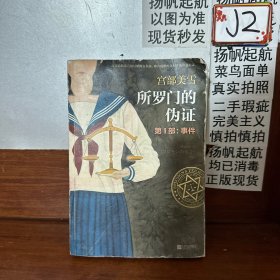 扬帆起航
以图为准
现货秒发
J2
扬帆起航
菜鸟面单
真实拍照
二手瑕疵
完美主义
慎拍慎拍
扬帆起航
均已消毒
正版现货
宫部美雪
所罗门的
伪证
第Ⅰ部：事件